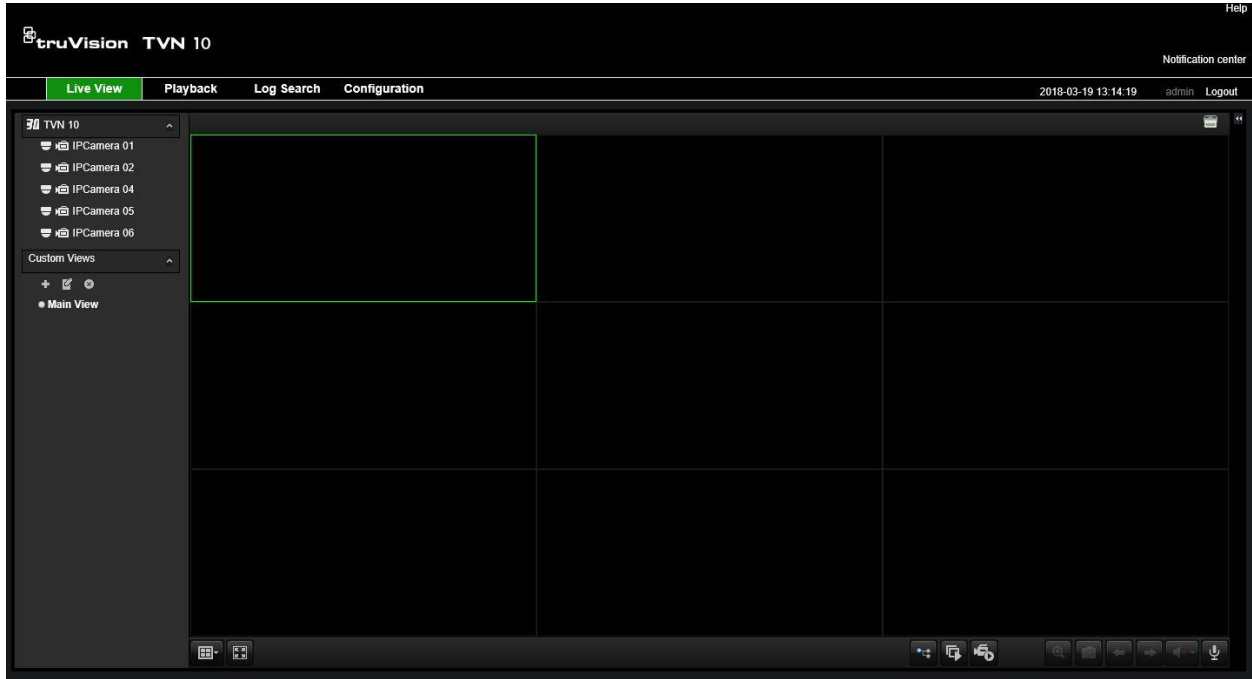 Help
truVision TVN 10
Notification center
Live View Playback Log Search Configuration 2018-03-19 13:14:19 admin Logout
TVN 10
IPCamera 01
IPCamera 02
IPCamera 04
IPCamera 05
IPCamera 06
Custom Views
Main View